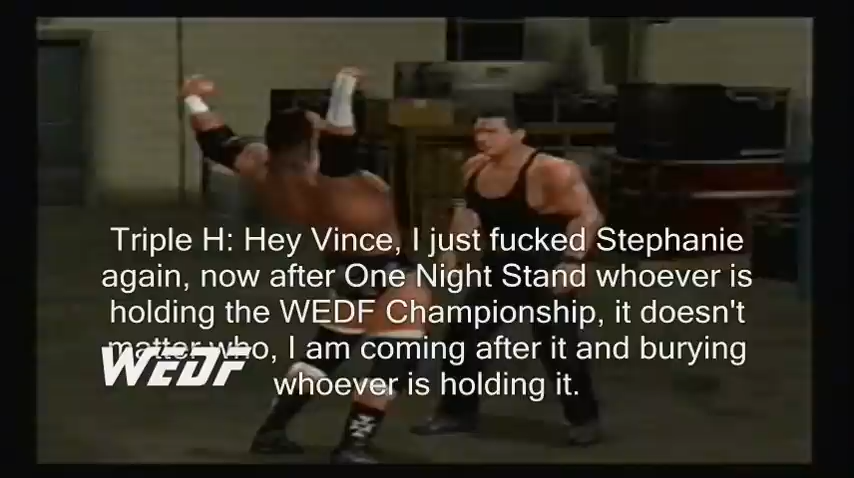 Triple H: Hey Vince, I just fucked Stephanie
again, now after One Night Stand whoever is
holding the WEDF Championship, it doesn't
matter who, I am coming after it and burying
whoever is holding it.
WEDF